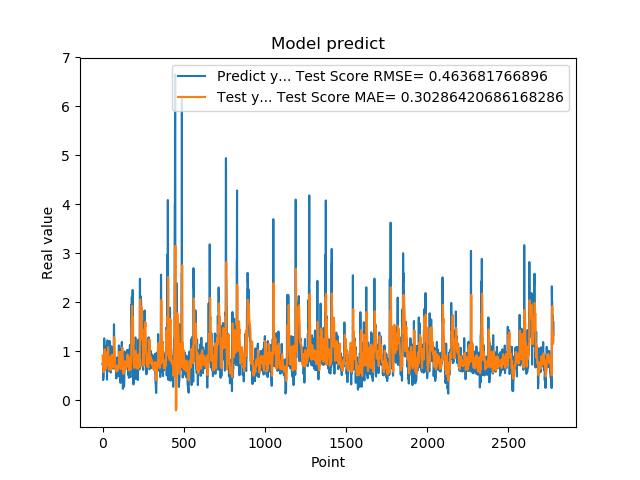 Model predict
Predict y... Test Score RMSE= 0.463681766896
Test y... Test Score MAE= 0.30286420686168286
Real value
7
6
5
4
3
2
1
0
0 500 1000 1500 2000 2500
Point